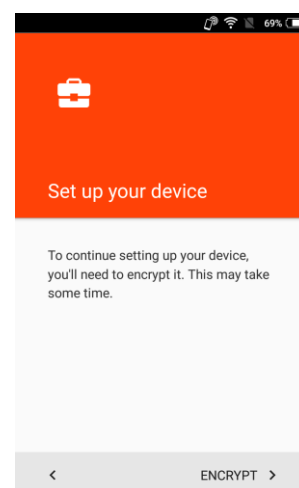 69%
Set up your device
To continue setting up your device,
you'll need to encrypt it. This may take
some time.
ENCRYPT